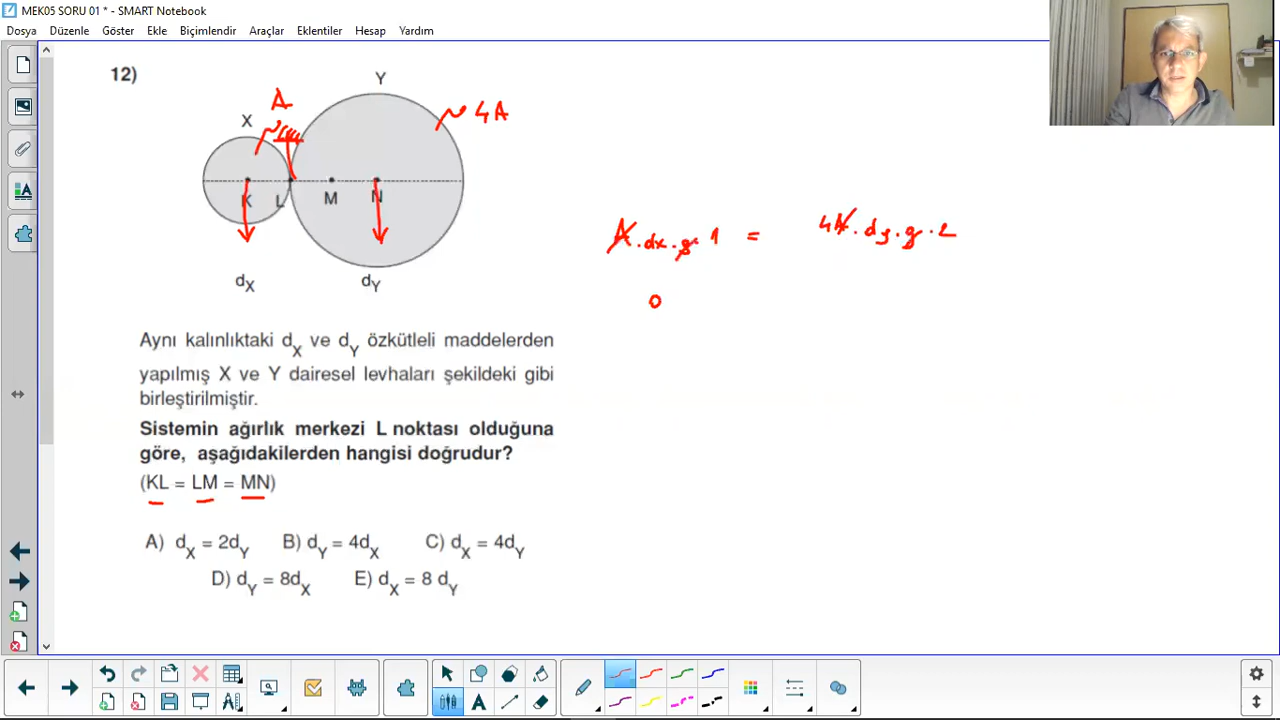 MEK05 SORU 01 * - SMART Notebook
Dosya Düzenle Göster Ekle Biçimlendiri Araçlar Eklentiler Hesap Yardım
12)
Y
A
4A
X
K L M N
A.dx.g.1 = 4A.dy.g.2
dX dY
Aynı kalınlıktaki dX ve dY özkütleli maddelerden
yapılmış X ve Y dairesel levhaları şekildeki gibi
birleştirilmiştir.
Sistemin ağırlık merkezi L noktası olduğuna
göre, aşağıdakilerden hangisi doğrudur?
(KL = LM = MN)
A) dX = 2dY B) dY = 4dX C) dX = 4dY
D) dY = 8dX E) dX = 8 dY